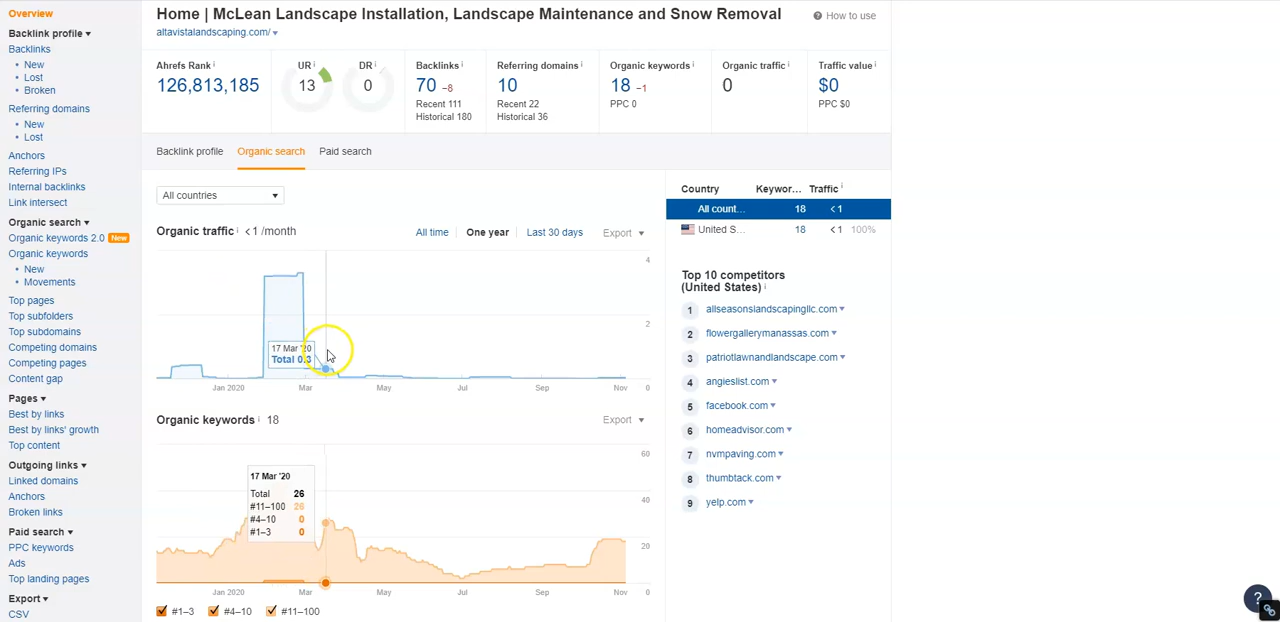 Overview
Backlink profile
Backlinks
New
Lost
Broken
Referring domains
New
Lost
Anchors
Referring IPs
Internal backlinks
Link intersect
Organic search
Organic keywords 2.0 New
Organic keywords
New
Movements
Top pages
Top subfolders
Top subdomains
Competing domains
Competing pages
Content gap
Pages
Best by links
Best by links' growth
Top content
Outgoing links
Linked domains
Anchors
Broken links
Paid search
PPC keywords
Ads
Top landing pages
Export
CSV
Home | McLean Landscape Installation, Landscape Maintenance and Snow Removal
How to use
altavistalandscaping.com/
Ahrefs Rank
126,813,185
UR
13
DR
0
Backlinks
70 –8
Recent 111
Historical 180
Referring domains
10
Recent 22
Historical 36
Organic keywords
18 –1
PPC 0
Organic traffic
0
Traffic value
$0
PPC $0
Backlink profile Organic search Paid search
All countries
Organic traffic <1 /month
All time One year Last 30 days Export
4
2
0
17 Mar '20
Total 0.3
Jan 2020 Mar May Jul Sep Nov
Organic keywords 18
Export
60
40
20
0
17 Mar '20
Total 26
#11–100 26
#4–10 0
#1–3 0
Jan 2020 Mar May Jul Sep Nov
#1–3 #4–10 #11–100
Country Keywor... Traffic
All count... 18 <1
United S... 18 <1 100%
Top 10 competitors
(United States)
1 allseasonslandscapingllc.com
2 flowergallerymanassas.com
3 patriotlawnandlandscape.com
4 angieslist.com
5 facebook.com
6 homeadvisor.com
7 nvmpaving.com
8 thumbtack.com
9 yelp.com
?